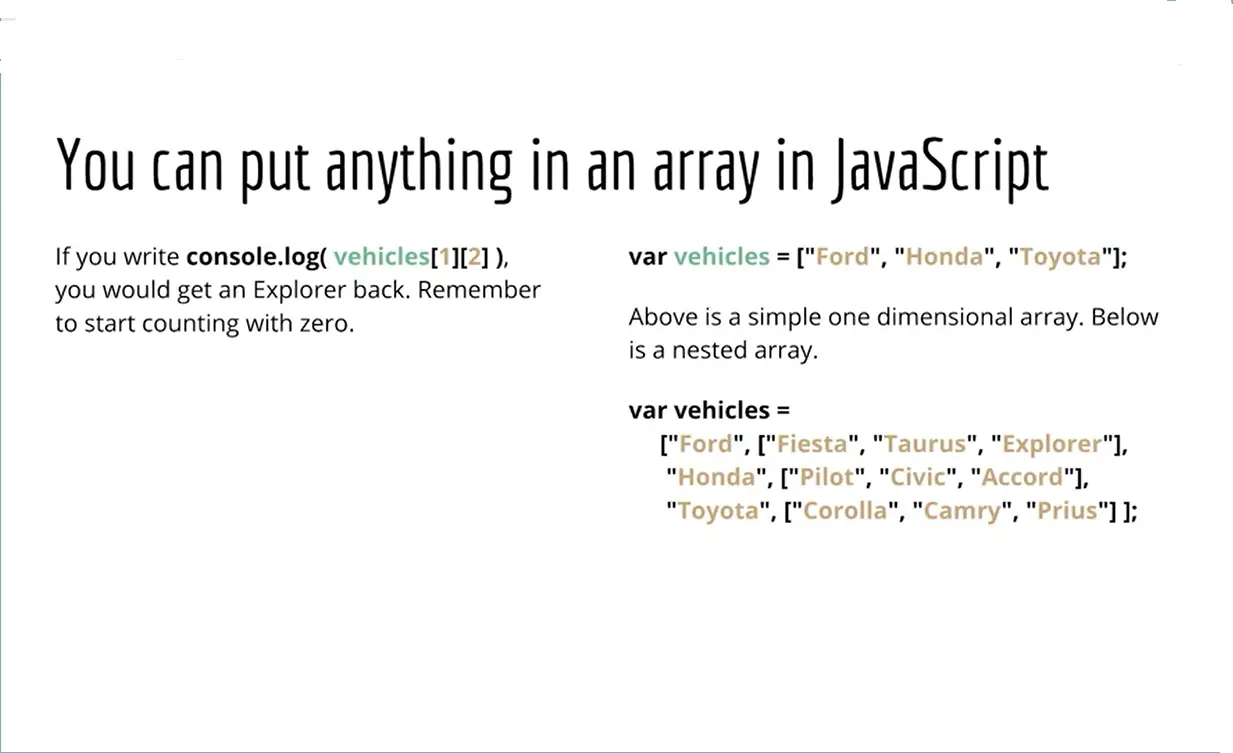 You can put anything in an array in JavaScript
If you write console.log( vehicles[1][2] ),
you would get an Explorer back. Remember
to start counting with zero.
var vehicles = ["Ford", "Honda", "Toyota"];
Above is a simple one dimensional array. Below
is a nested array.
var vehicles =
["Ford", ["Fiesta", "Taurus", "Explorer"],
"Honda", ["Pilot", "Civic", "Accord"],
"Toyota", ["Corolla", "Camry", "Prius"] ];